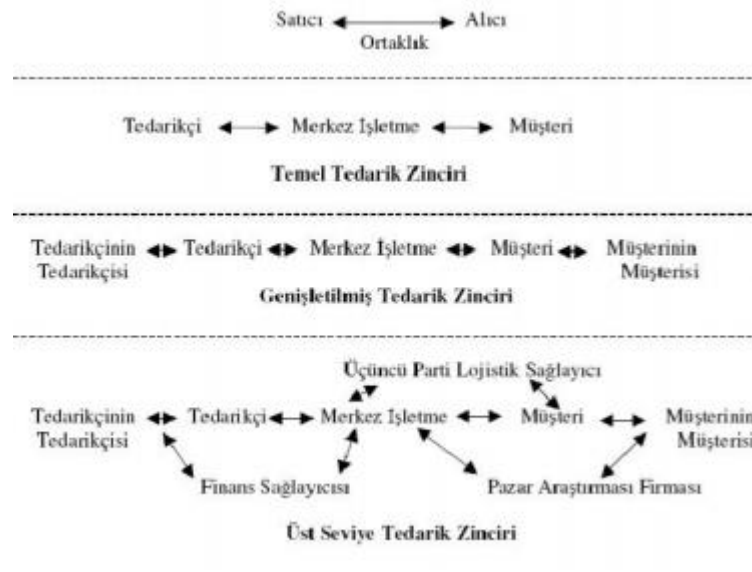 Satıcı Alıcı
Ortaklık
Tedarikçi Merkez İşletme Müşteri
Temel Tedarik Zinciri
Tedarikçinin Tedarikçi Merkez İşletme Müşteri Müşterinin
Tedarikçisi Müşterisi
Genişletilmiş Tedarik Zinciri
Üçüncü Parti Lojistik Sağlayıcı
Tedarikçinin Tedarikçi Merkez İşletme Müşteri Müşterinin
Tedarikçisi Müşterisi
Finans Sağlayıcısı Pazar Araştırması Firması
Üst Seviye Tedarik Zinciri